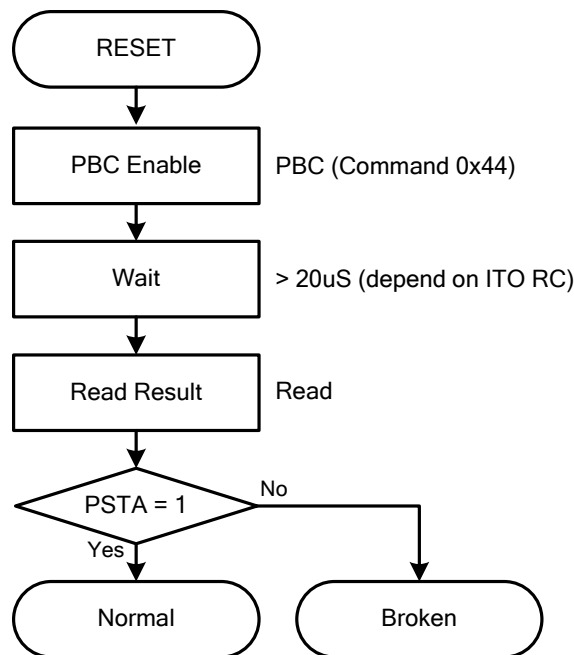 RESET
PBC Enable
PBC (Command 0x44)
Wait
> 20uS (depend on ITO RC)
Read Result
Read
PSTA = 1
No
Yes
Normal
Broken